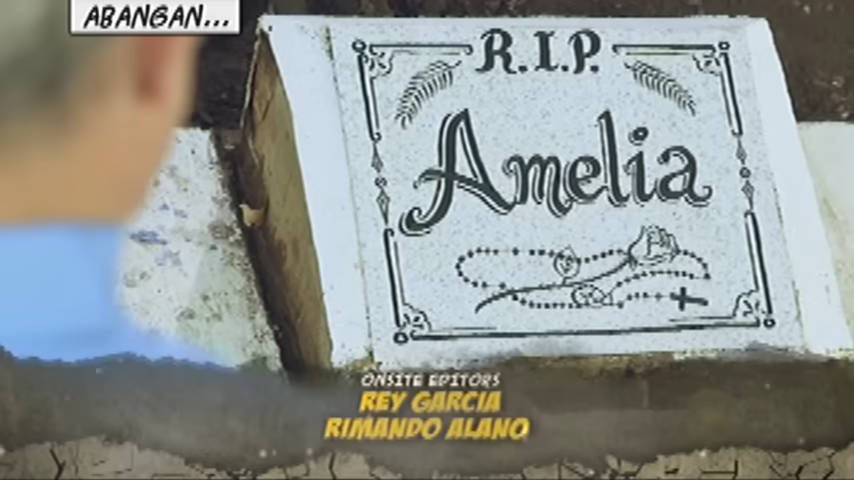 ABANGAN...
R.I.P.
Amelia
ONSITE EDITORS
REY GARCIA
RIMANDO ALANO